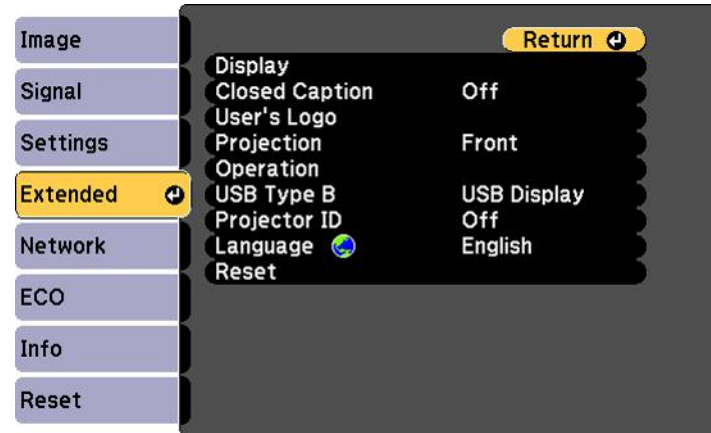 Image
Signal
Settings
Extended
Network
ECO
Info
Reset
Return
Display
Closed Caption Off
User's Logo
Projection Front
Operation
USB Type B USB Display
Projector ID Off
Language English
Reset